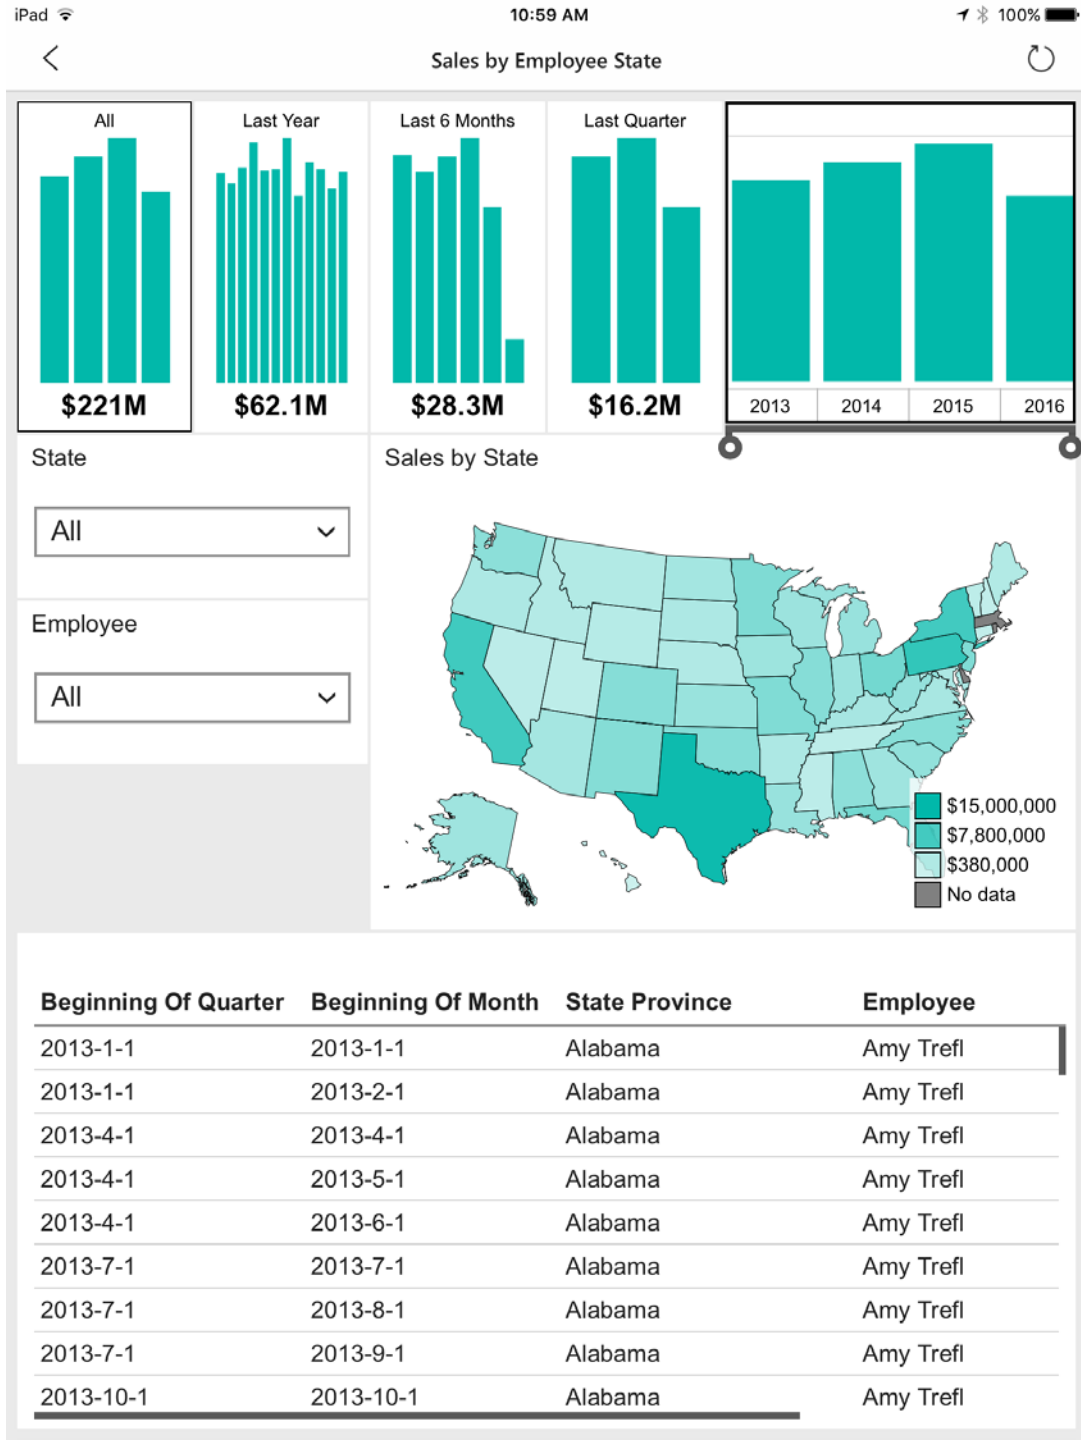 iPad 10:59 AM 100%
Sales by Employee State
All Last Year Last 6 Months Last Quarter
$221M $62.1M $28.3M $16.2M 2013 2014 2015 2016
State
All
Employee
All
Sales by State
$15,000,000
$7,800,000
$380,000
No data
Beginning Of Quarter Beginning Of Month State Province Employee
2013-1-1 2013-1-1 Alabama Amy Trefl
2013-1-1 2013-2-1 Alabama Amy Trefl
2013-4-1 2013-4-1 Alabama Amy Trefl
2013-4-1 2013-5-1 Alabama Amy Trefl
2013-4-1 2013-6-1 Alabama Amy Trefl
2013-7-1 2013-7-1 Alabama Amy Trefl
2013-7-1 2013-8-1 Alabama Amy Trefl
2013-7-1 2013-9-1 Alabama Amy Trefl
2013-10-1 2013-10-1 Alabama Amy Trefl